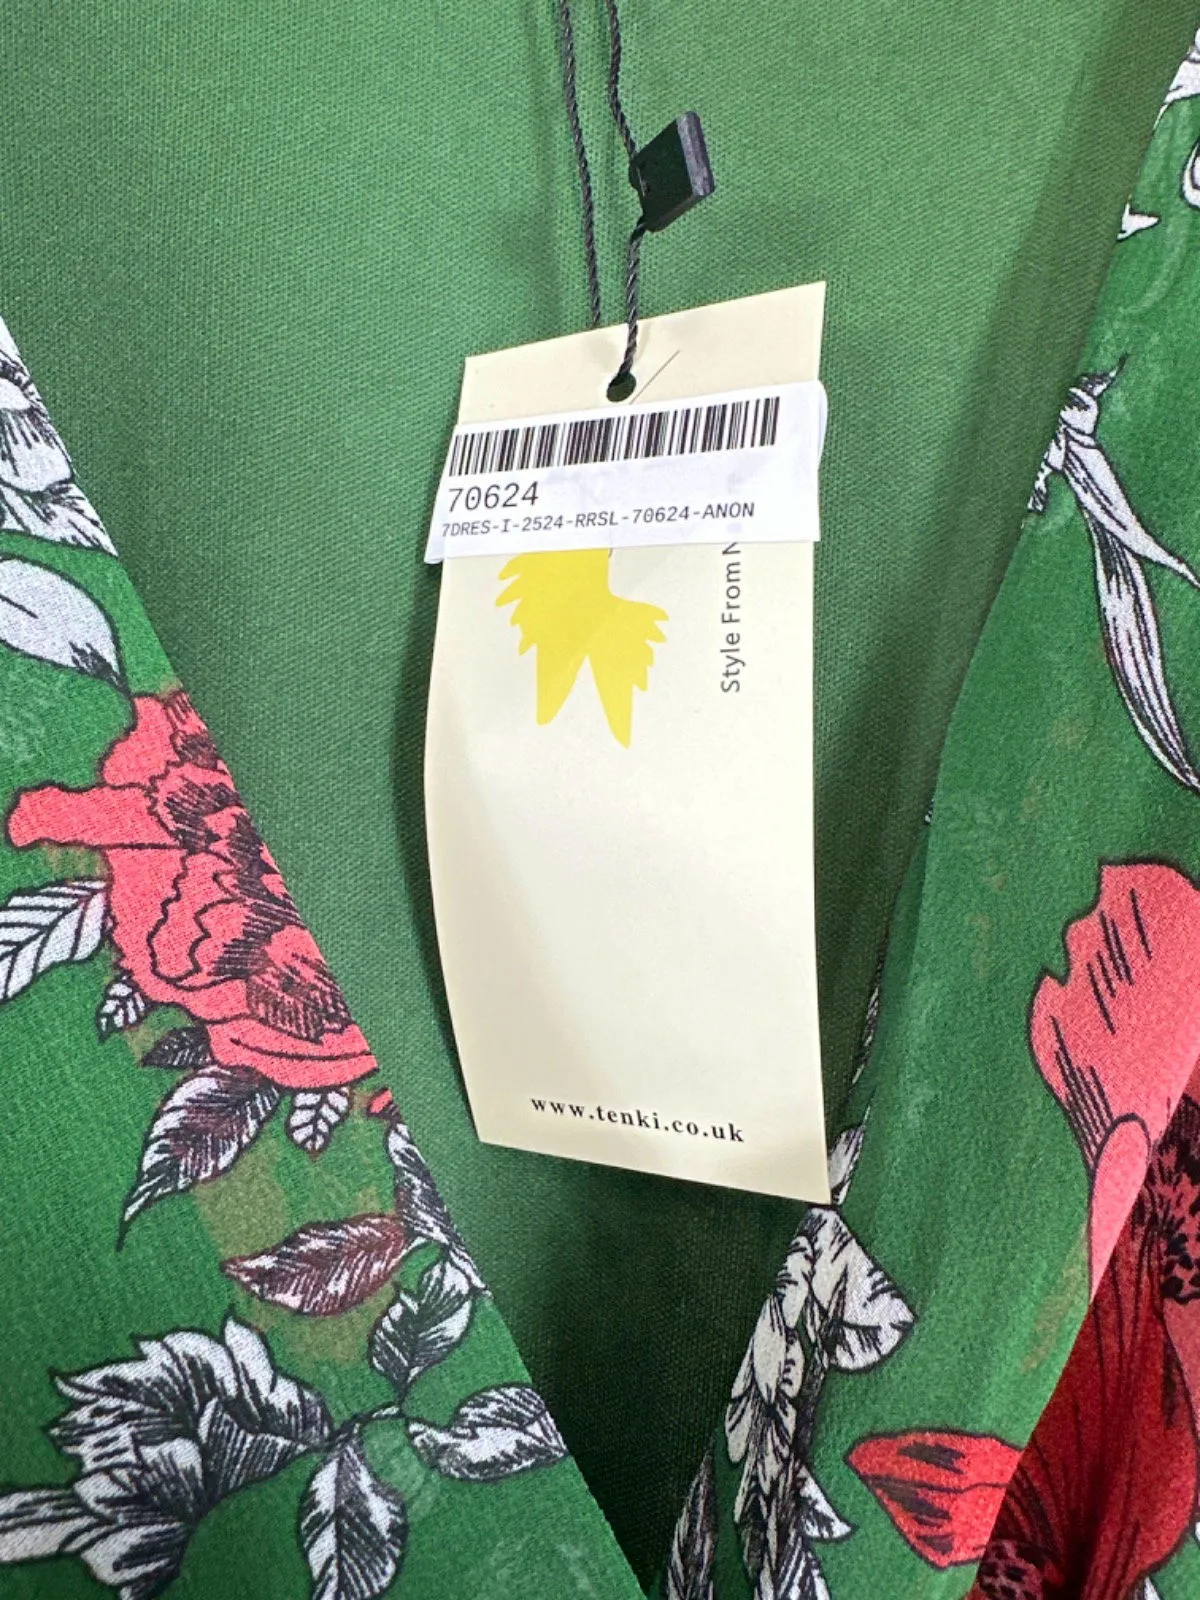 70624
7DRES-I-2524-RRSL-70624-ANON
Style From
www.tenki.co.uk